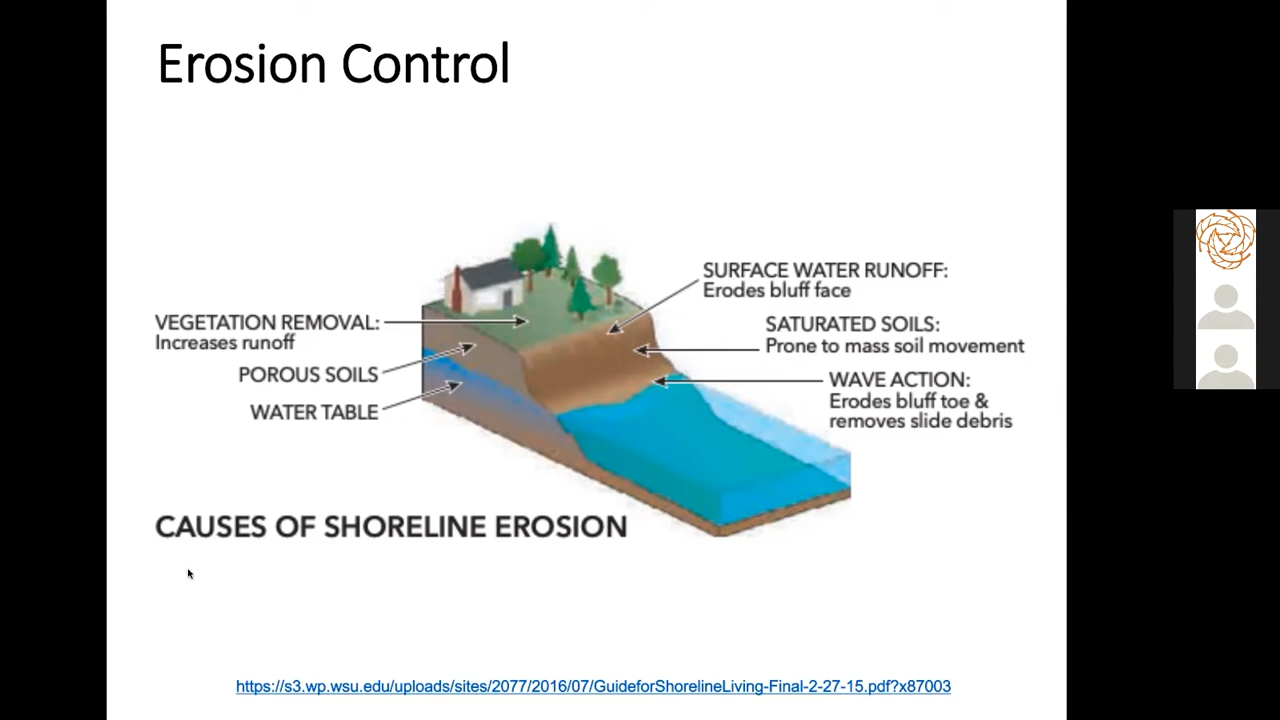 Erosion Control
SURFACE WATER RUNOFF:
Erodes bluff face
VEGETATION REMOVAL:
Increases runoff
SATURATED SOILS:
Prone to mass soil movement
POROUS SOILS
WAVE ACTION:
Erodes bluff toe &
removes slide debris
WATER TABLE
CAUSES OF SHORELINE EROSION
https://s3.wp.wsu.edu/uploads/sites/2077/2016/07/GuideforShorelineLiving-Final-2-27-15.pdf?x87003